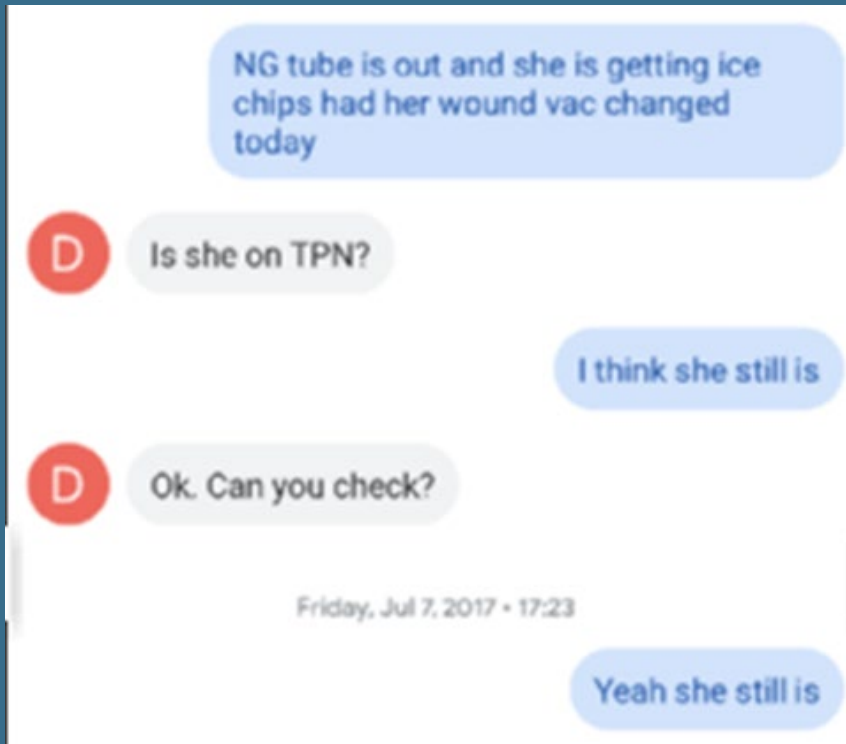 NG tube is out and she is getting ice
chips had her wound vac changed
today
D
Is she on TPN?
I think she still is
D
Ok. Can you check?
Friday, Jul 7, 2017 • 17:23
Yeah she still is